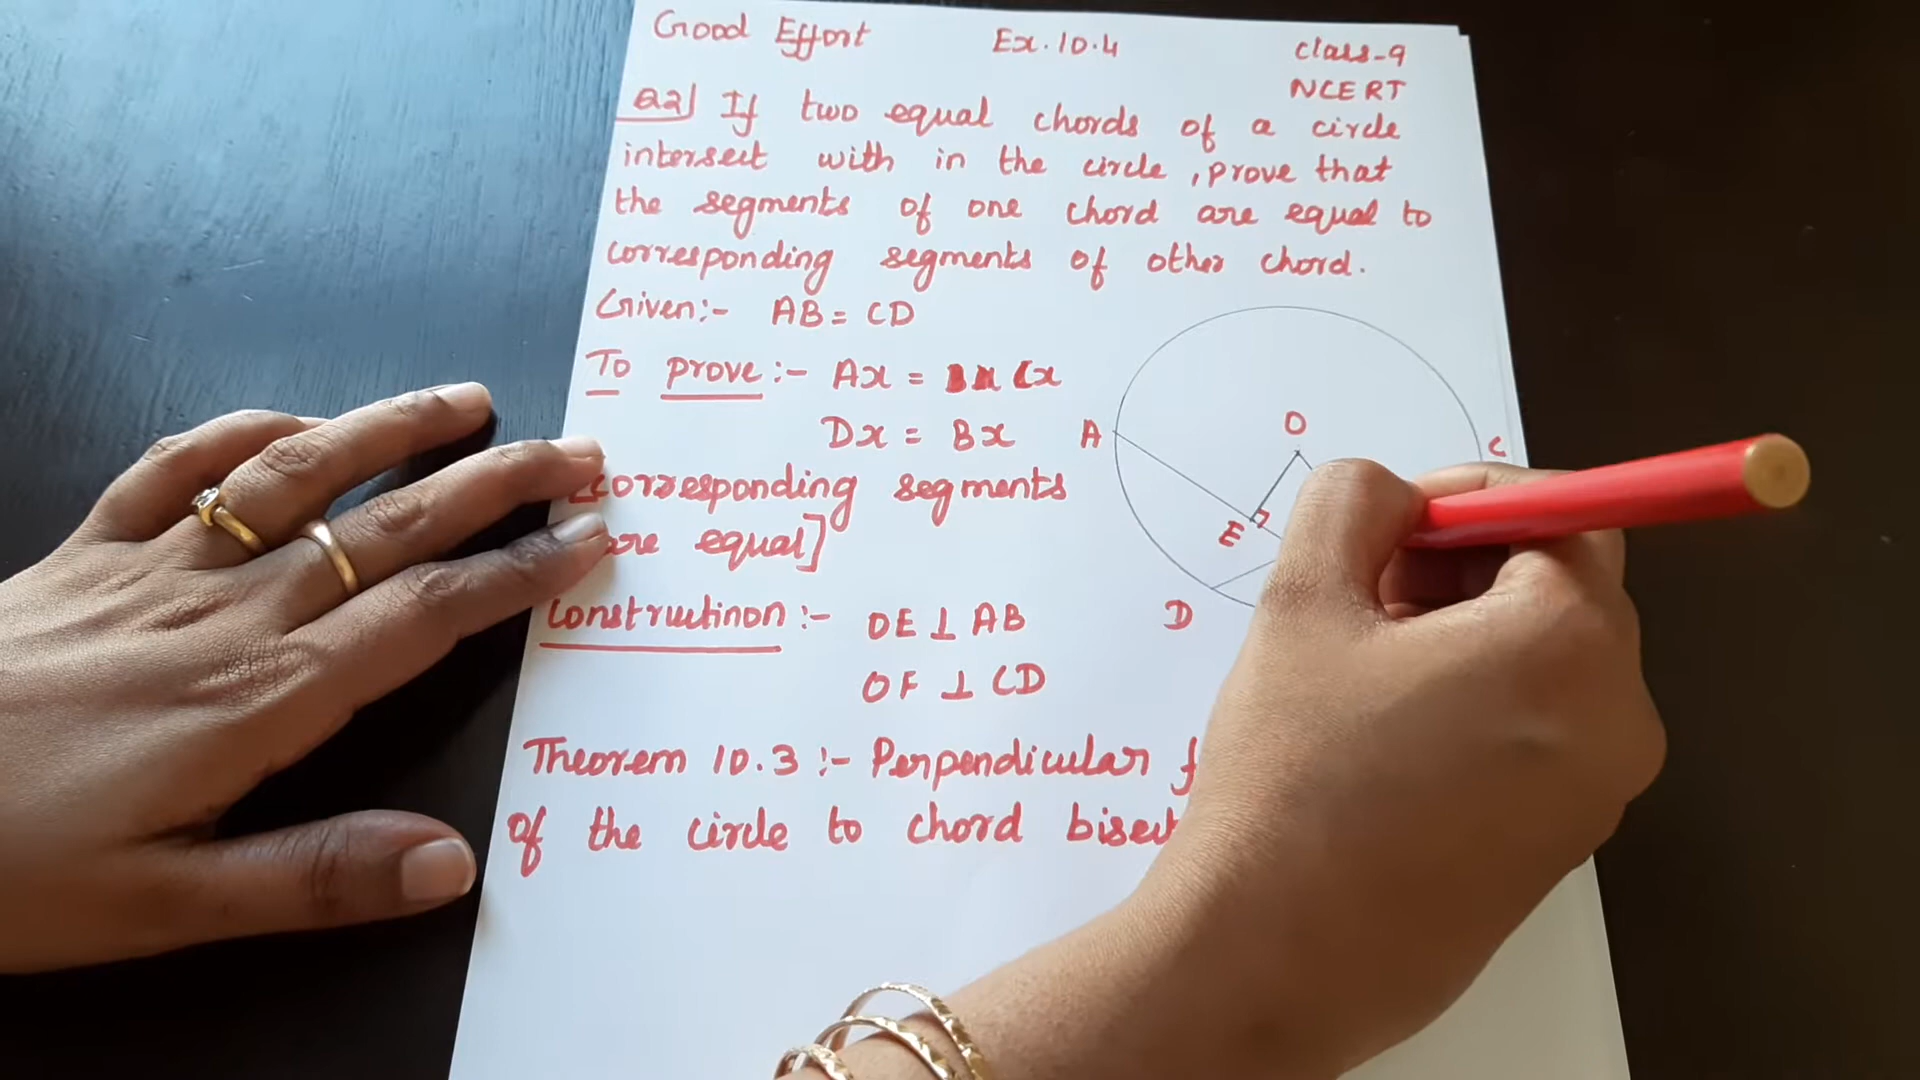 Good Effort Ex.10.4 class-9
NCERT
Q2) If two equal chords of a circle
intersect with in the circle, prove that
the segments of one chord are equal to
corresponding segments of other chord.
Given:- AB = CD
To prove :- Ax = Cx
Dx = Bx
[corresponding segments
are equal]
Constructinon :- OE ⊥ AB
OF ⊥ CD
Theorem 10.3 :- Perpendicular
of the circle to chord bisect
O
A
C
E
D